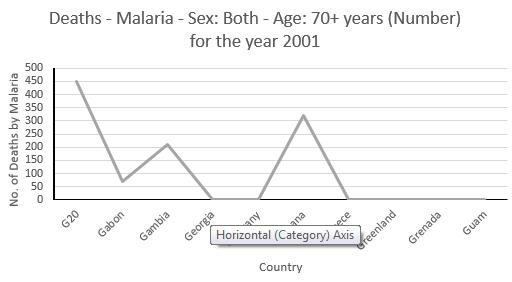 Deaths - Malaria - Sex: Both - Age: 70+ years (Number)
for the year 2001
No. of Deaths by Malaria
500
450
400
350
300
250
200
150
100
50
0
G20
Gabon
Gambia
Georgia
Greenland
Grenada
Guam
Horizontal (Category) Axis
Country